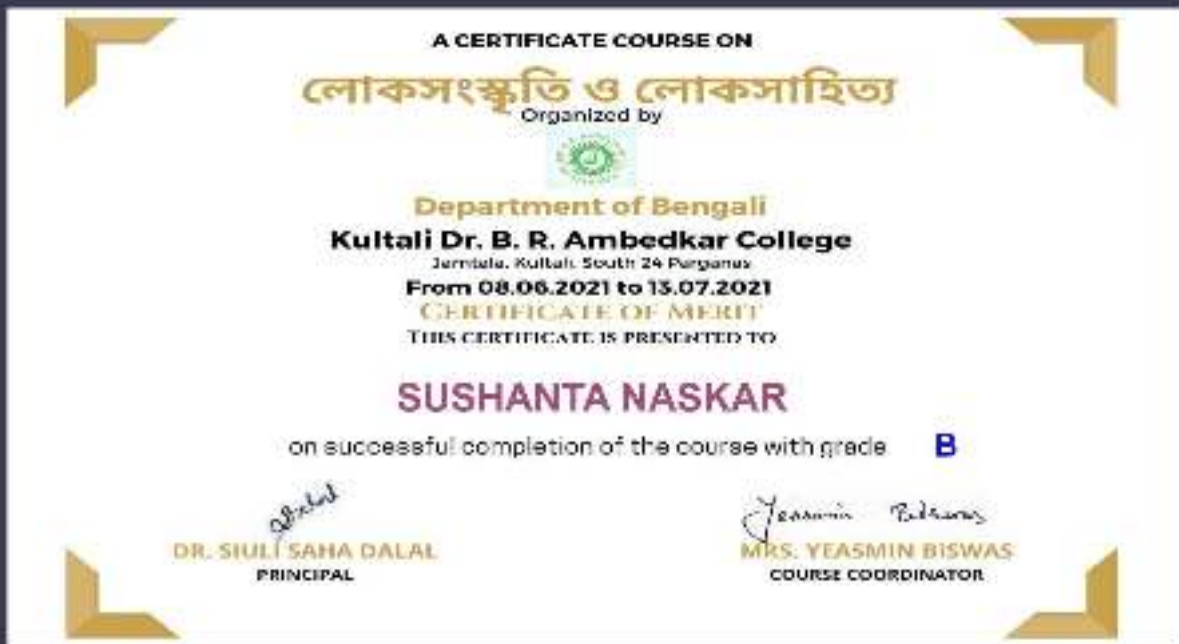 A CERTIFICATE COURSE ON
লোকসংস্কৃতি ও লোকসাহিত্য
Organized by
Department of Bengali
Kultali Dr. B. R. Ambedkar College
Jamtala, Kultali, South 24 Parganas
From 08.06.2021 to 13.07.2021
CERTIFICATE OF MERIT
THIS CERTIFICATE IS PRESENTED TO
SUSHANTA NASKAR
on successful completion of the course with grade B
Yeasmin Biswas
DR. SIULI SAHA DALAL
MRS. YEASMIN BISWAS
PRINCIPAL
COURSE COORDINATOR